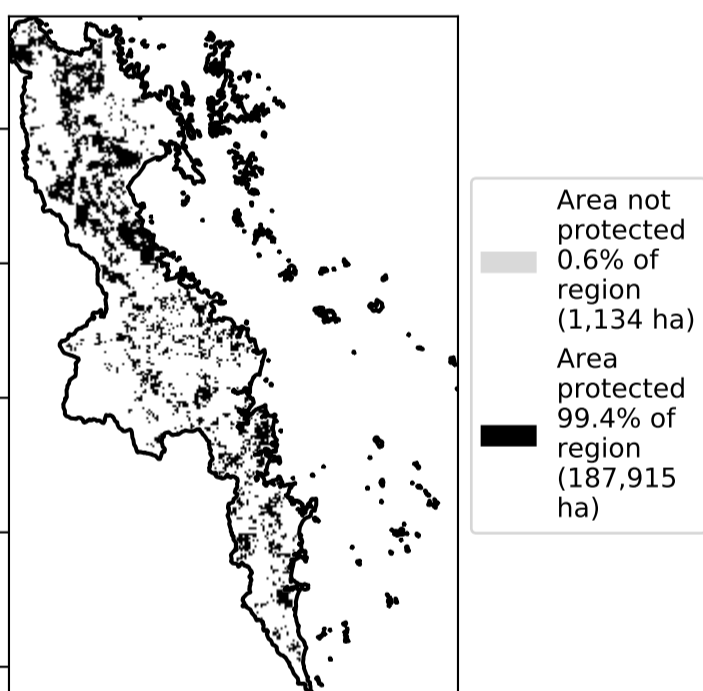 Area not
protected
0.6% of
region
(1,134 ha)
Area
protected
99.4% of
region
(187,915
ha)